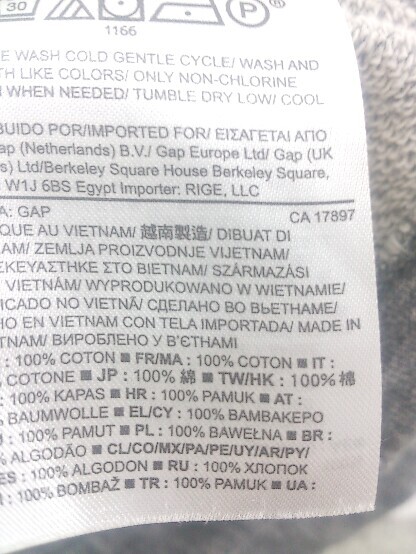 30 P
1166
E WASH COLD GENTLE CYCLE/ WASH AND
TH LIKE COLORS/ ONLY NON-CHLORINE
H WHEN NEEDED/ TUMBLE DRY LOW/ COOL
BUIDO POR/IMPORTED FOR/ ΕΙΣΑΓΕΤΑΙ ΑΠΟ
ap (Netherlands) B.V./ Gap Europe Ltd/ Gap (UK
s) Ltd/Berkeley Square House Berkeley Square,
W1J 6BS Egypt Importer: RIGE, LLC
A: GAP CA 17897
QUE AU VIETNAM/ 越南製造/ DIBUAT DI
AM/ ZEMLJA PROIZVODNJE VIJETNAM/
ΣΚΕΥΑΣΤΗΚΕ ΣΤΟ ΒΙΕΤΝΑΜ/ SZÁRMAZÁSI
VIETNÁM/ WYPRODUKOWANO W WIETNAMIE/
ICADO NO VIETNÃ/ СДЕЛАНО ВО ВЬЕТНАМЕ/
HO EN VIETNAM CON TELA IMPORTADA/ MADE IN
TNAM/ ВИРОБЛЕНО У В'ЄТНАМІ
: 100% COTON ■ FR/MA : 100% COTON ■ IT :
% COTONE ■ JP : 100% 綿 ■ TW/HK : 100% 棉
: 100% KAPAS ■ HR : 100% PAMUK ■ AT :
% BAUMWOLLE ■ EL/CY : 100% ΒΑΜΒΑΚΕΡΟ
: 100% PAMUT ■ PL : 100% BAWEŁNA ■ BR :
% ALGODÃO ■ CL/CO/MX/PA/PE/UY/AR/PY/
ES : 100% ALGODON ■ RU : 100% ХЛОПОК
: 100% BOMBAŽ ■ TR : 100% PAMUK ■ UA :